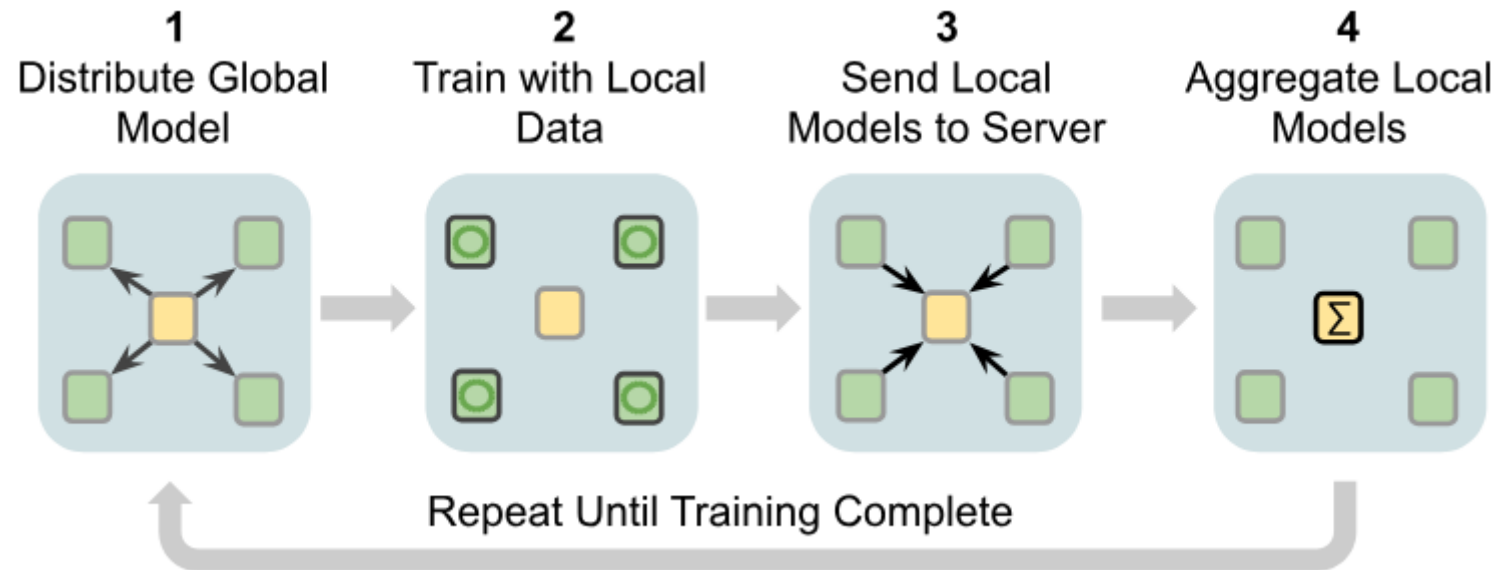 1
Distribute Global
Model
2
Train with Local
Data
3
Send Local
Models to Server
4
Aggregate Local
Models
Σ
Repeat Until Training Complete